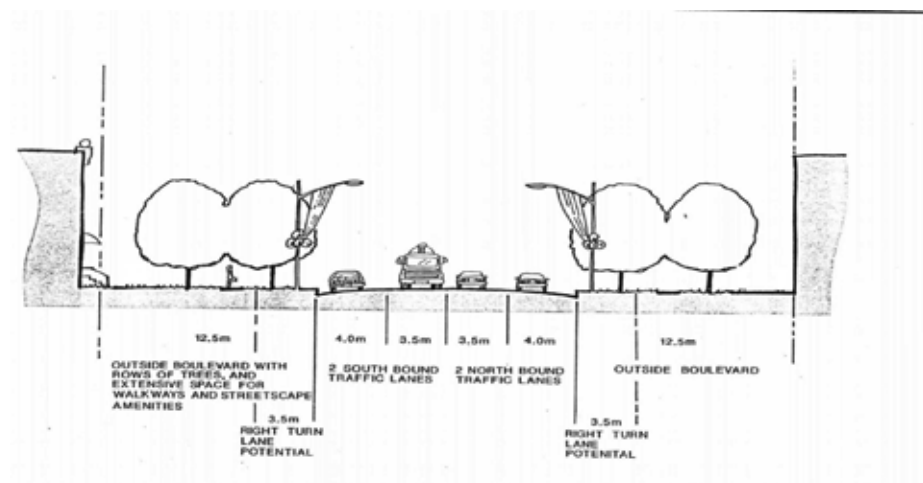 12.5m
4.0m
3.5m
3.5m
4.0m
12.5m
OUTSIDE BOULEVARD WITH
ROWS OF TREES, AND
EXTENSIVE SPACE FOR
WALKWAYS AND STREETSCAPE
AMENITIES
2 SOUTH BOUND
TRAFFIC LANES
2 NORTH BOUND
TRAFFIC LANES
OUTSIDE BOULEVARD
3.5m
RIGHT TURN
LANE
POTENTIAL
3.5m
RIGHT TURN
LANE
POTENITAL